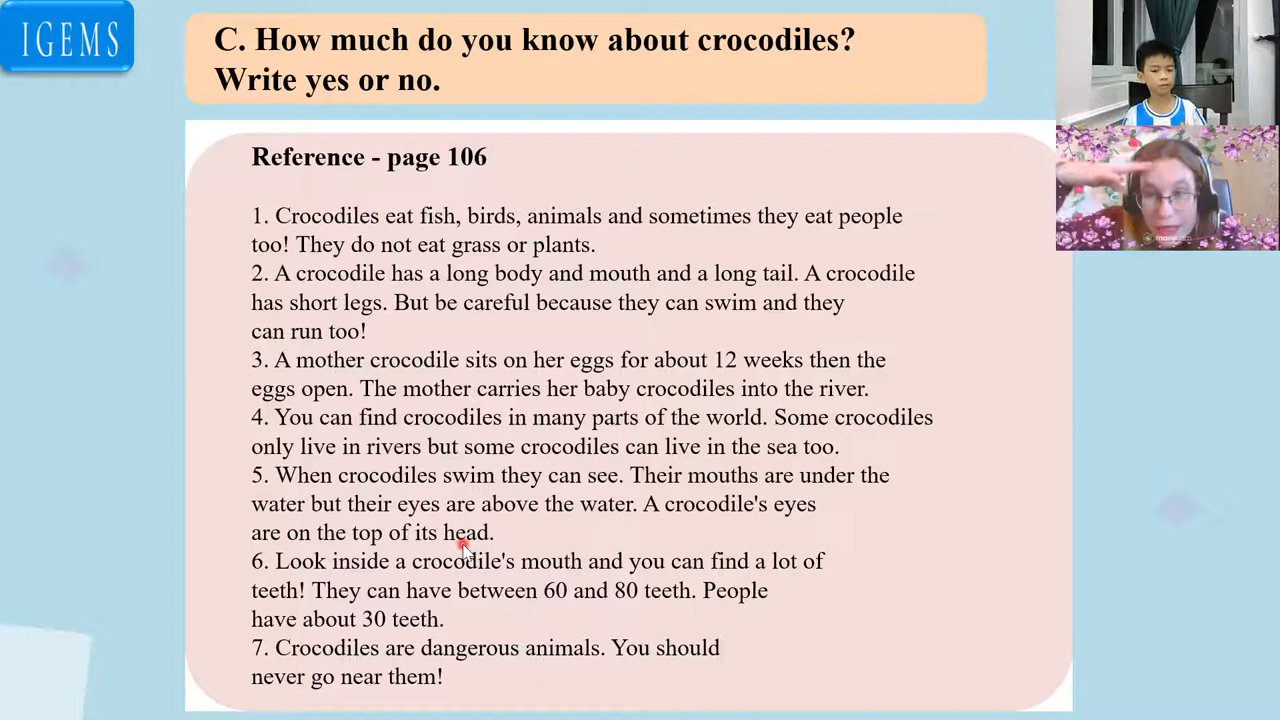 IGEMS
C. How much do you know about crocodiles?
Write yes or no.
Reference - page 106
1. Crocodiles eat fish, birds, animals and sometimes they eat people
too! They do not eat grass or plants.
2. A crocodile has a long body and mouth and a long tail. A crocodile
has short legs. But be careful because they can swim and they
can run too!
3. A mother crocodile sits on her eggs for about 12 weeks then the
eggs open. The mother carries her baby crocodiles into the river.
4. You can find crocodiles in many parts of the world. Some crocodiles
only live in rivers but some crocodiles can live in the sea too.
5. When crocodiles swim they can see. Their mouths are under the
water but their eyes are above the water. A crocodile's eyes
are on the top of its head.
6. Look inside a crocodile's mouth and you can find a lot of
teeth! They can have between 60 and 80 teeth. People
have about 30 teeth.
7. Crocodiles are dangerous animals. You should
never go near them!